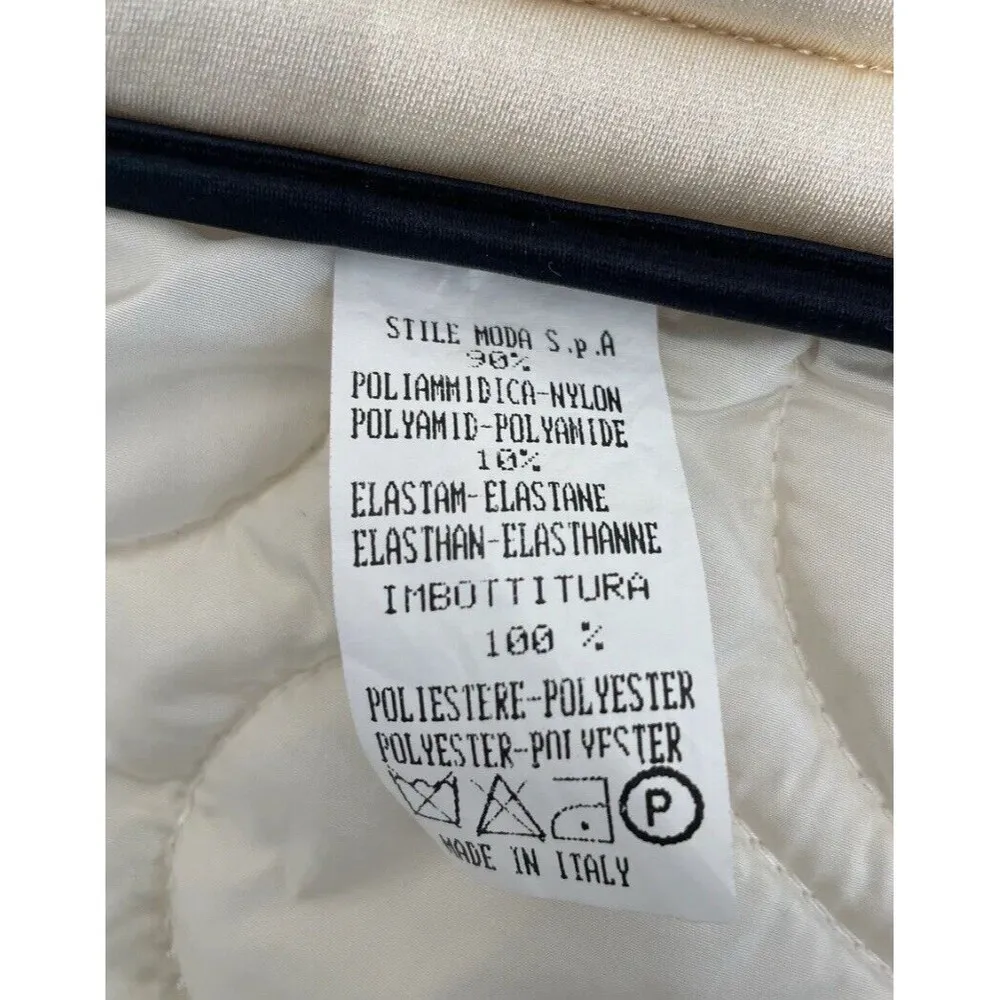 STILE MODA S.p.A
90%
POLIAMMIDICA-NYLON
POLYAMID-POLYAMIDE
10%
ELASTAM-ELASTANE
ELASTHAN-ELASTHANNE
IMBOTTITURA
100 %
POLIESTERE-POLYESTER
POLYESTER-POLYESTER
P
MADE IN ITALY